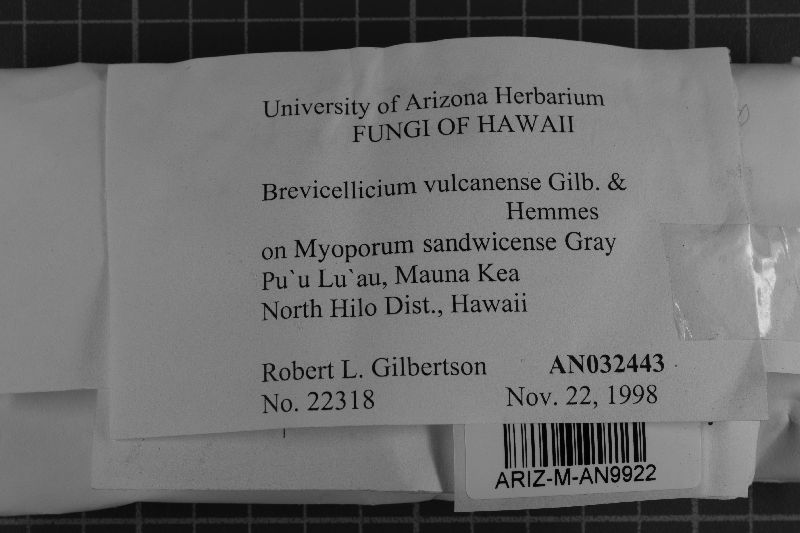 University of Arizona Herbarium
FUNGI OF HAWAII
Brevicellicium vulcanense Gilb. &
Hemmes
on Myoporum sandwicense Gray
Pu`u Lu`au, Mauna Kea
North Hilo Dist., Hawaii
Robert L. Gilbertson AN032443
No. 22318 Nov. 22, 1998
ARIZ-M-AN9922